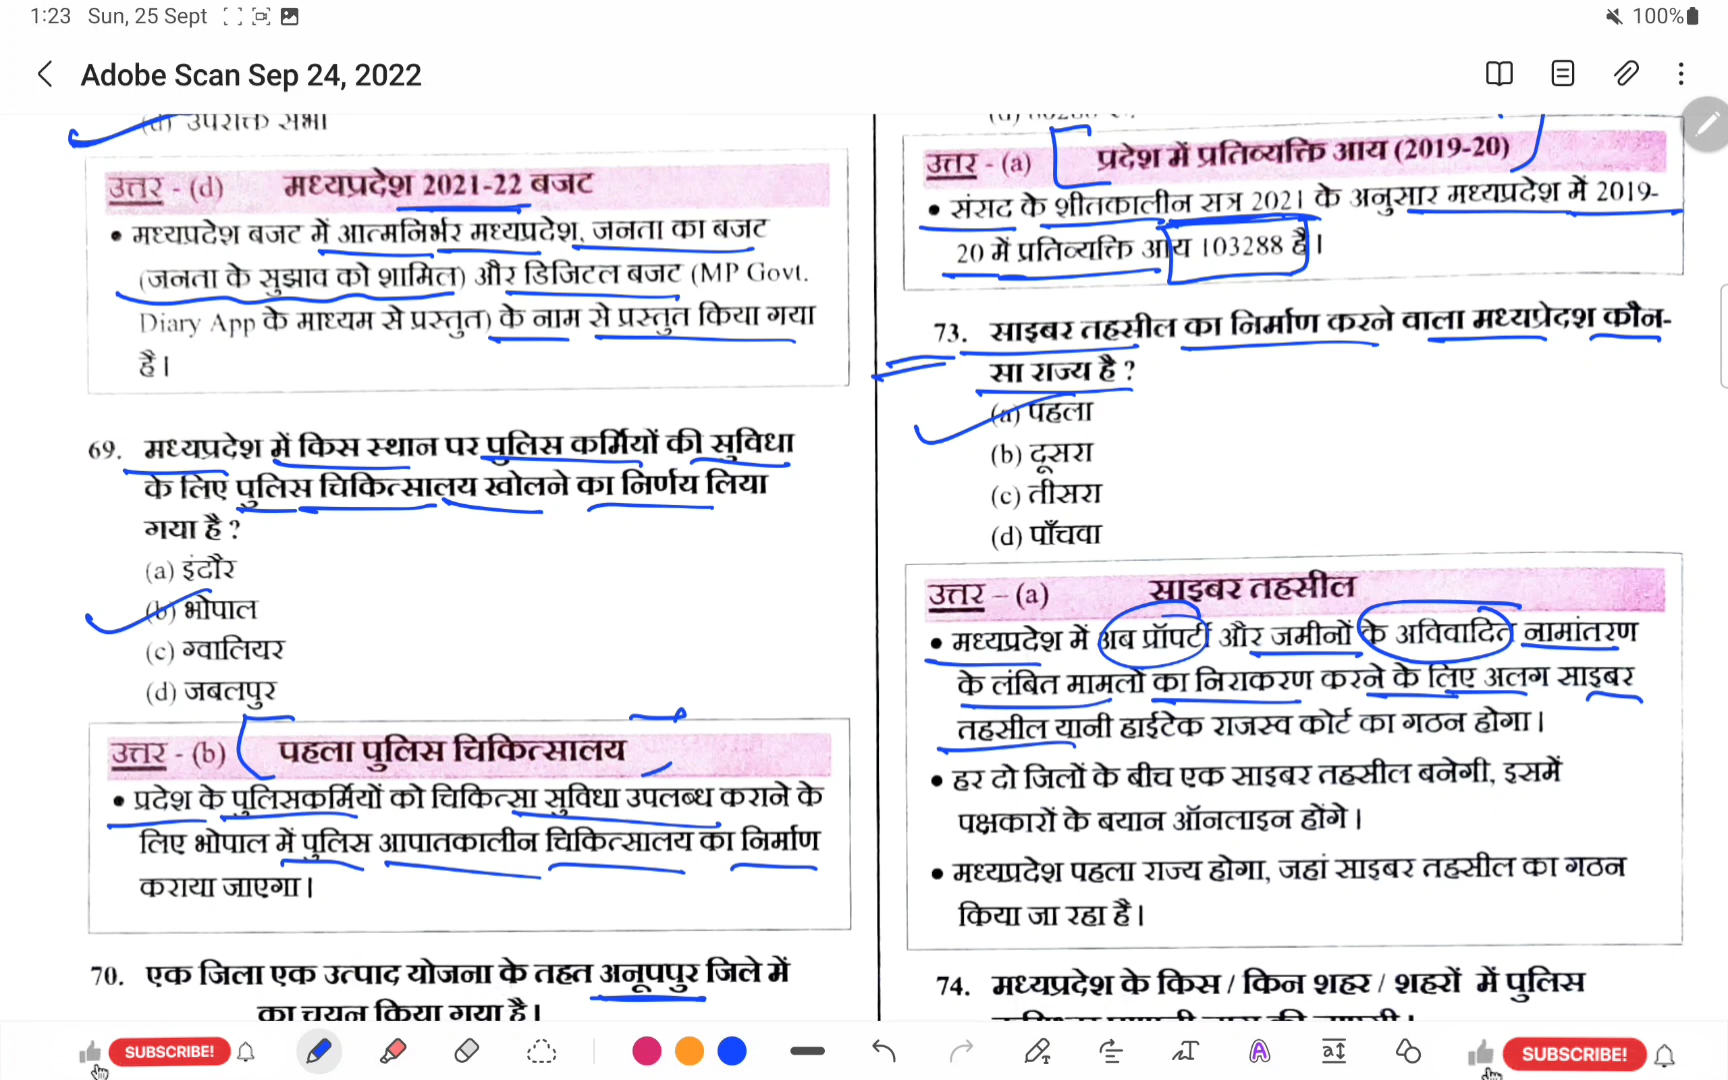 1:23 Sun, 25 Sept
100%
Adobe Scan Sep 24, 2022
(d) उपरोक्त सभी
उत्तर - (d) मध्यप्रदेश 2021-22 बजट
• मध्यप्रदेश बजट में आत्मनिर्भर मध्यप्रदेश, जनता का बजट
(जनता के सुझाव को शामिल) और डिजिटल बजट (MP Govt.
Diary App के माध्यम से प्रस्तुत) के नाम से प्रस्तुत किया गया
है।
69. मध्यप्रदेश में किस स्थान पर पुलिस कर्मियों की सुविधा
के लिए पुलिस चिकित्सालय खोलने का निर्णय लिया
गया है ?
(a) इंदौर
(b) भोपाल
(c) ग्वालियर
(d) जबलपुर
उत्तर - (b) पहला पुलिस चिकित्सालय
• प्रदेश के पुलिसकर्मियों को चिकित्सा सुविधा उपलब्ध कराने के
लिए भोपाल में पुलिस आपातकालीन चिकित्सालय का निर्माण
कराया जाएगा।
70. एक जिला एक उत्पाद योजना के तहत अनूपपुर जिले में
का चयन किया गया है।
उत्तर - (a) प्रदेश में प्रतिव्यक्ति आय (2019-20)
• संसद के शीतकालीन सत्र 2021 के अनुसार मध्यप्रदेश में 2019-
20 में प्रतिव्यक्ति आय 103288 है।
73. साइबर तहसील का निर्माण करने वाला मध्यप्रेदश कौन-
सा राज्य है ?
(a) पहला
(b) दूसरा
(c) तीसरा
(d) पाँचवा
उत्तर – (a) साइबर तहसील
• मध्यप्रदेश में अब प्रॉपर्टी और जमीनों के अविवादित नामांतरण
के लंबित मामलों का निराकरण करने के लिए अलग साइबर
तहसील यानी हाईटेक राजस्व कोर्ट का गठन होगा।
• हर दो जिलों के बीच एक साइबर तहसील बनेगी, इसमें
पक्षकारों के बयान ऑनलाइन होंगे।
• मध्यप्रदेश पहला राज्य होगा, जहां साइबर तहसील का गठन
किया जा रहा है।
74. मध्यप्रदेश के किस / किन शहर / शहरों में पुलिस
SUBSCRIBE!
SUBSCRIBE!